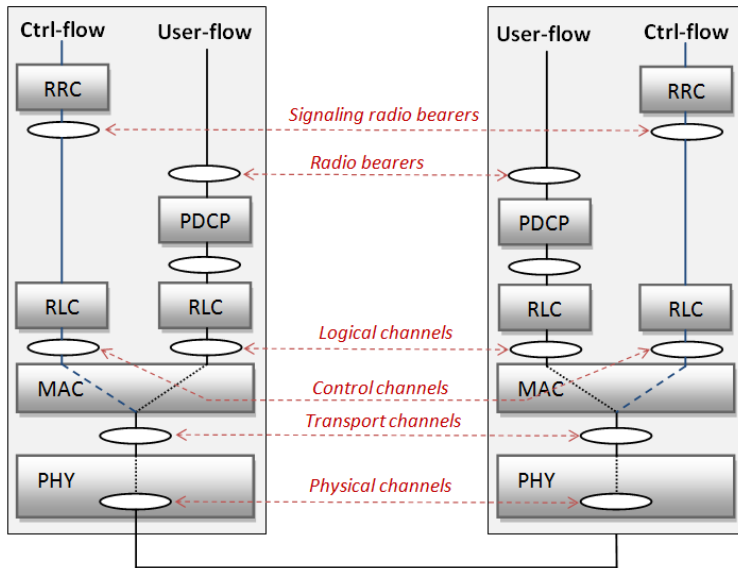 Ctrl-flow User-flow User-flow Ctrl-flow
RRC RRC
Signaling radio bearers
Radio bearers
PDCP PDCP
RLC RLC RLC RLC
Logical channels
MAC Control channels MAC
Transport channels
PHY Physical channels PHY